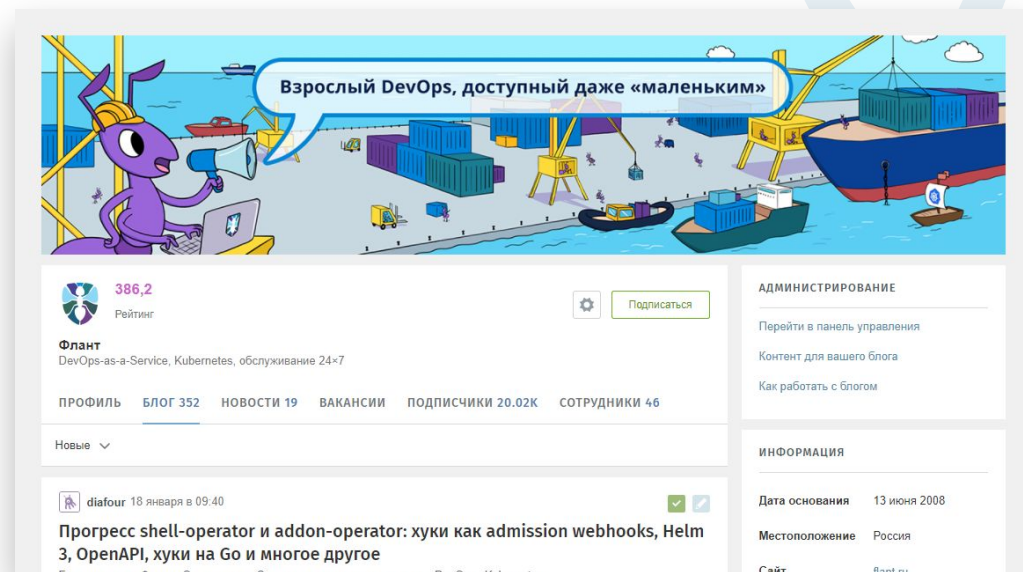 Взрослый DevOps, доступный даже «маленьким»
386,2
Рейтинг
Подписаться
Флант
DevOps-as-a-Service, Kubernetes, обслуживание 24×7
ПРОФИЛЬ БЛОГ 352 НОВОСТИ 19 ВАКАНСИИ ПОДПИСЧИКИ 20.02K СОТРУДНИКИ 46
Новые
diafour 18 января в 09:40
Прогресс shell-operator и addon-operator: хуки как admission webhooks, Helm
3, OpenAPI, хуки на Go и многое другое
АДМИНИСТРИРОВАНИЕ
Перейти в панель управления
Контент для вашего блога
Как работать с блогом
ИНФОРМАЦИЯ
Дата основания 13 июня 2008
Местоположение Россия
Сайт flant.ru